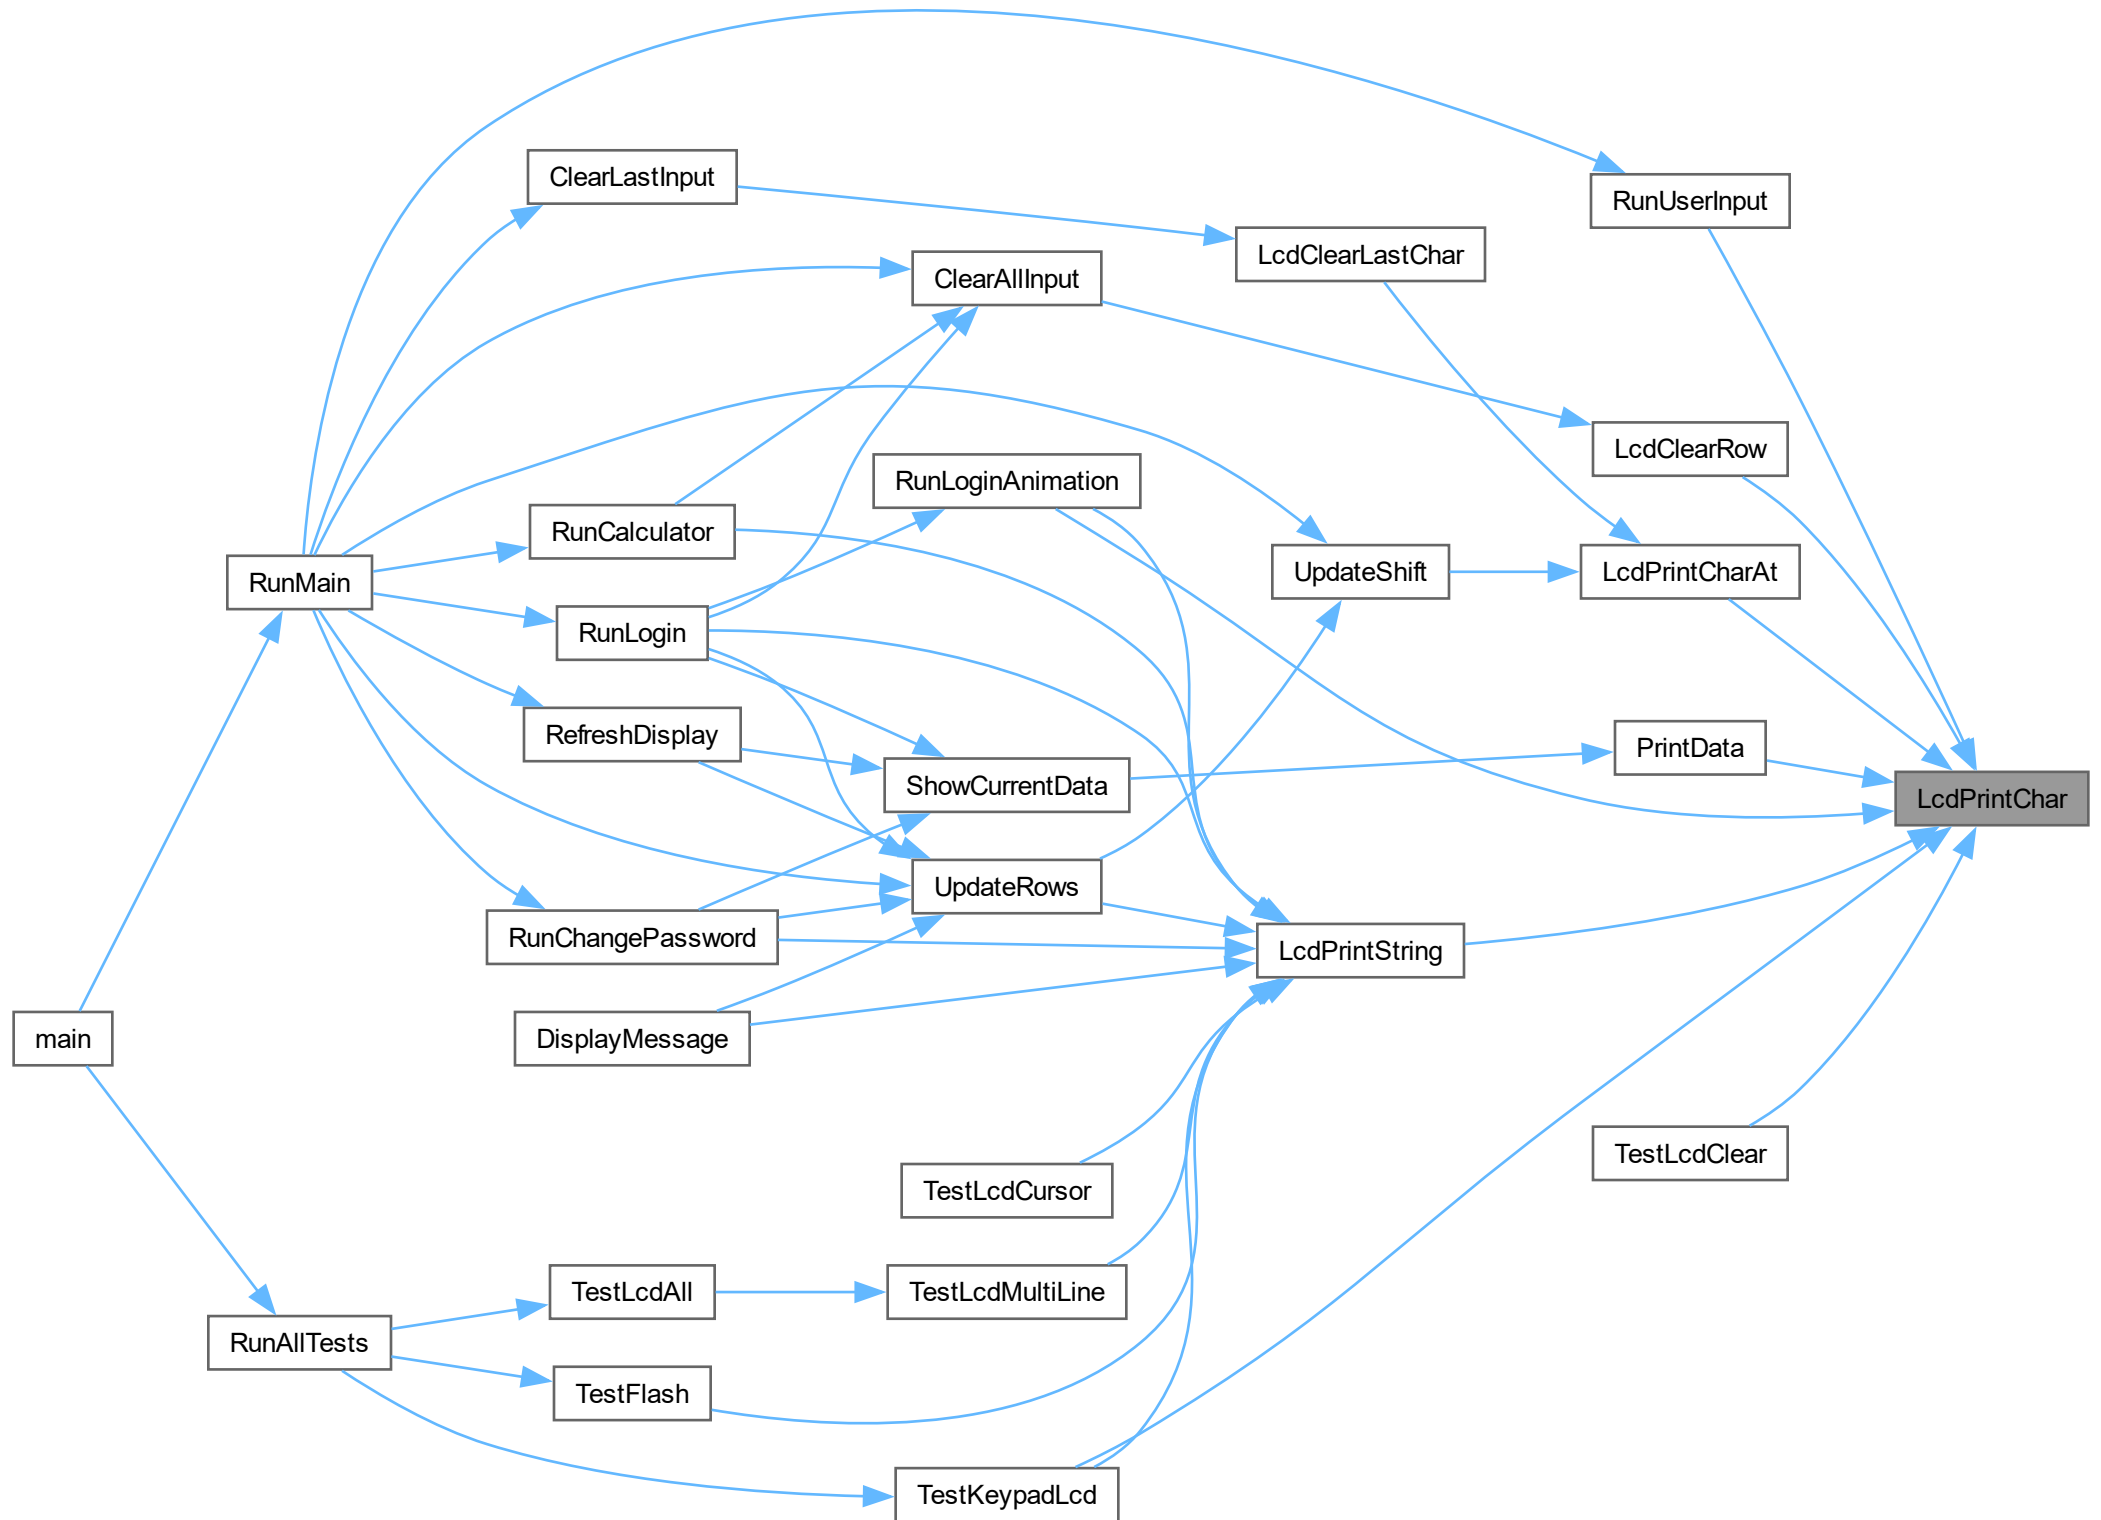 ClearLastInput
RunUserInput
LcdClearLastChar
ClearAllInput
LcdClearRow
RunLoginAnimation
RunCalculator
UpdateShift
LcdPrintCharAt
RunMain
RunLogin
RefreshDisplay
PrintData
ShowCurrentData
LcdPrintChar
UpdateRows
RunChangePassword
LcdPrintString
main
DisplayMessage
TestLcdClear
TestLcdCursor
TestLcdAll
TestLcdMultiLine
RunAllTests
TestFlash
TestKeypadLcd